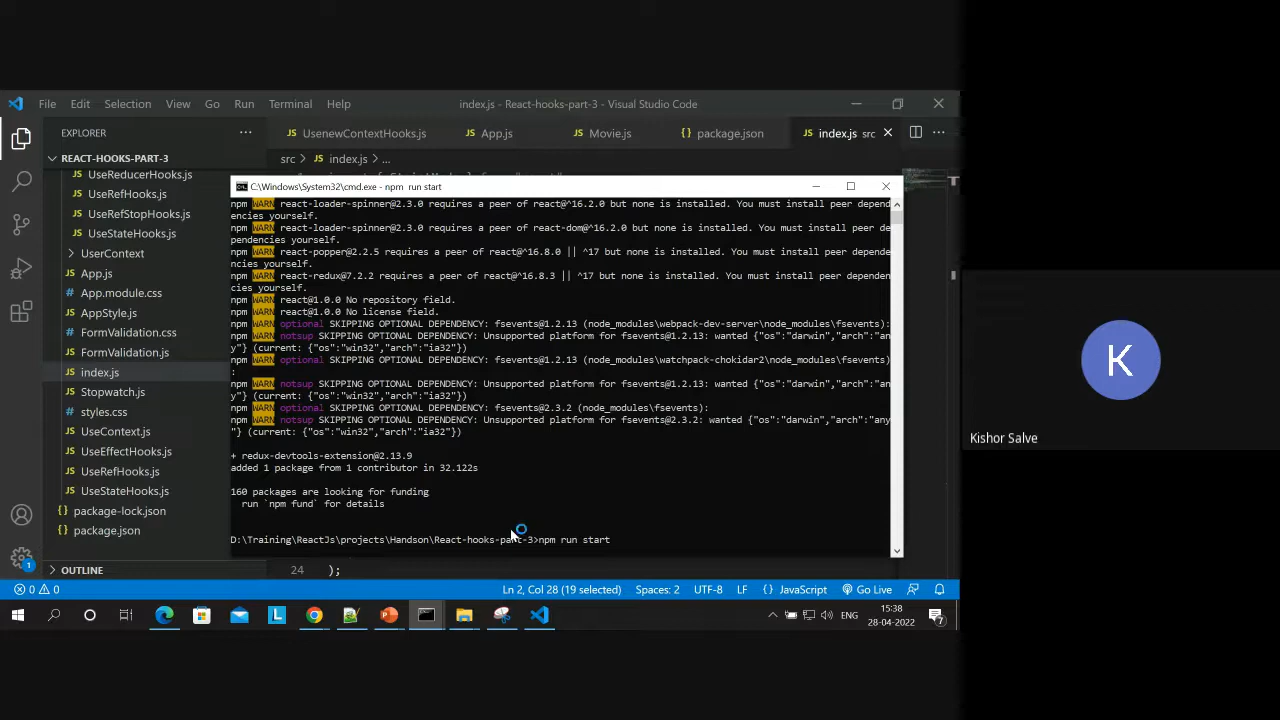 File Edit Selection View Go Run Terminal Help
index.js - React-hooks-part-3 - Visual Studio Code
EXPLORER
UsenewContextHooks.js
App.js
Movie.js
package.json
index.js src
REACT-HOOKS-PART-3
src > index.js > ...
UseReducerHooks.js
UseRefHooks.js
UseRefStopHooks.js
UseStateHooks.js
UserContext
App.js
App.module.css
AppStyle.js
FormValidation.css
FormValidation.js
index.js
Stopwatch.js
styles.css
UseContext.js
UseEffectHooks.js
UseRefHooks.js
UseStateHooks.js
package-lock.json
package.json
OUTLINE
C:\Windows\System32\cmd.exe - npm run start
npm WARN react-loader-spinner@2.3.0 requires a peer of react@^16.2.0 but none is installed. You must install peer depend
encies yourself.
npm WARN react-loader-spinner@2.3.0 requires a peer of react-dom@^16.2.0 but none is installed. You must install peer de
pendencies yourself.
npm WARN react-popper@2.2.5 requires a peer of react@^16.8.0 || ^17 but none is installed. You must install peer depende
ncies yourself.
npm WARN react-redux@7.2.2 requires a peer of react@^16.8.3 || ^17 but none is installed. You must install peer dependen
cies yourself.
npm WARN react@1.0.0 No repository field.
npm WARN react@1.0.0 No license field.
npm WARN optional SKIPPING OPTIONAL DEPENDENCY: fsevents@1.2.13 (node_modules\webpack-dev-server\node_modules\fsevents):
npm WARN notsup SKIPPING OPTIONAL DEPENDENCY: Unsupported platform for fsevents@1.2.13: wanted {"os":"darwin","arch":"an
y"} (current: {"os":"win32","arch":"ia32"})
npm WARN optional SKIPPING OPTIONAL DEPENDENCY: fsevents@1.2.13 (node_modules\watchpack-chokidar2\node_modules\fsevents)
:
npm WARN notsup SKIPPING OPTIONAL DEPENDENCY: Unsupported platform for fsevents@1.2.13: wanted {"os":"darwin","arch":"an
y"} (current: {"os":"win32","arch":"ia32"})
npm WARN optional SKIPPING OPTIONAL DEPENDENCY: fsevents@2.3.2 (node_modules\fsevents):
npm WARN notsup SKIPPING OPTIONAL DEPENDENCY: Unsupported platform for fsevents@2.3.2: wanted {"os":"darwin","arch":"any
"} (current: {"os":"win32","arch":"ia32"})
+ redux-devtools-extension@2.13.9
added 1 package from 1 contributor in 32.122s
160 packages are looking for funding
run `npm fund` for details
D:\Training\ReactJs\projects\Handson\React-hooks-part-3>npm run start
24 );
0 0 Ln 2, Col 28 (19 selected) Spaces: 2 UTF-8 LF {} JavaScript Go Live
ENG
15:38
28-04-2022
7
1
K
Kishor Salve